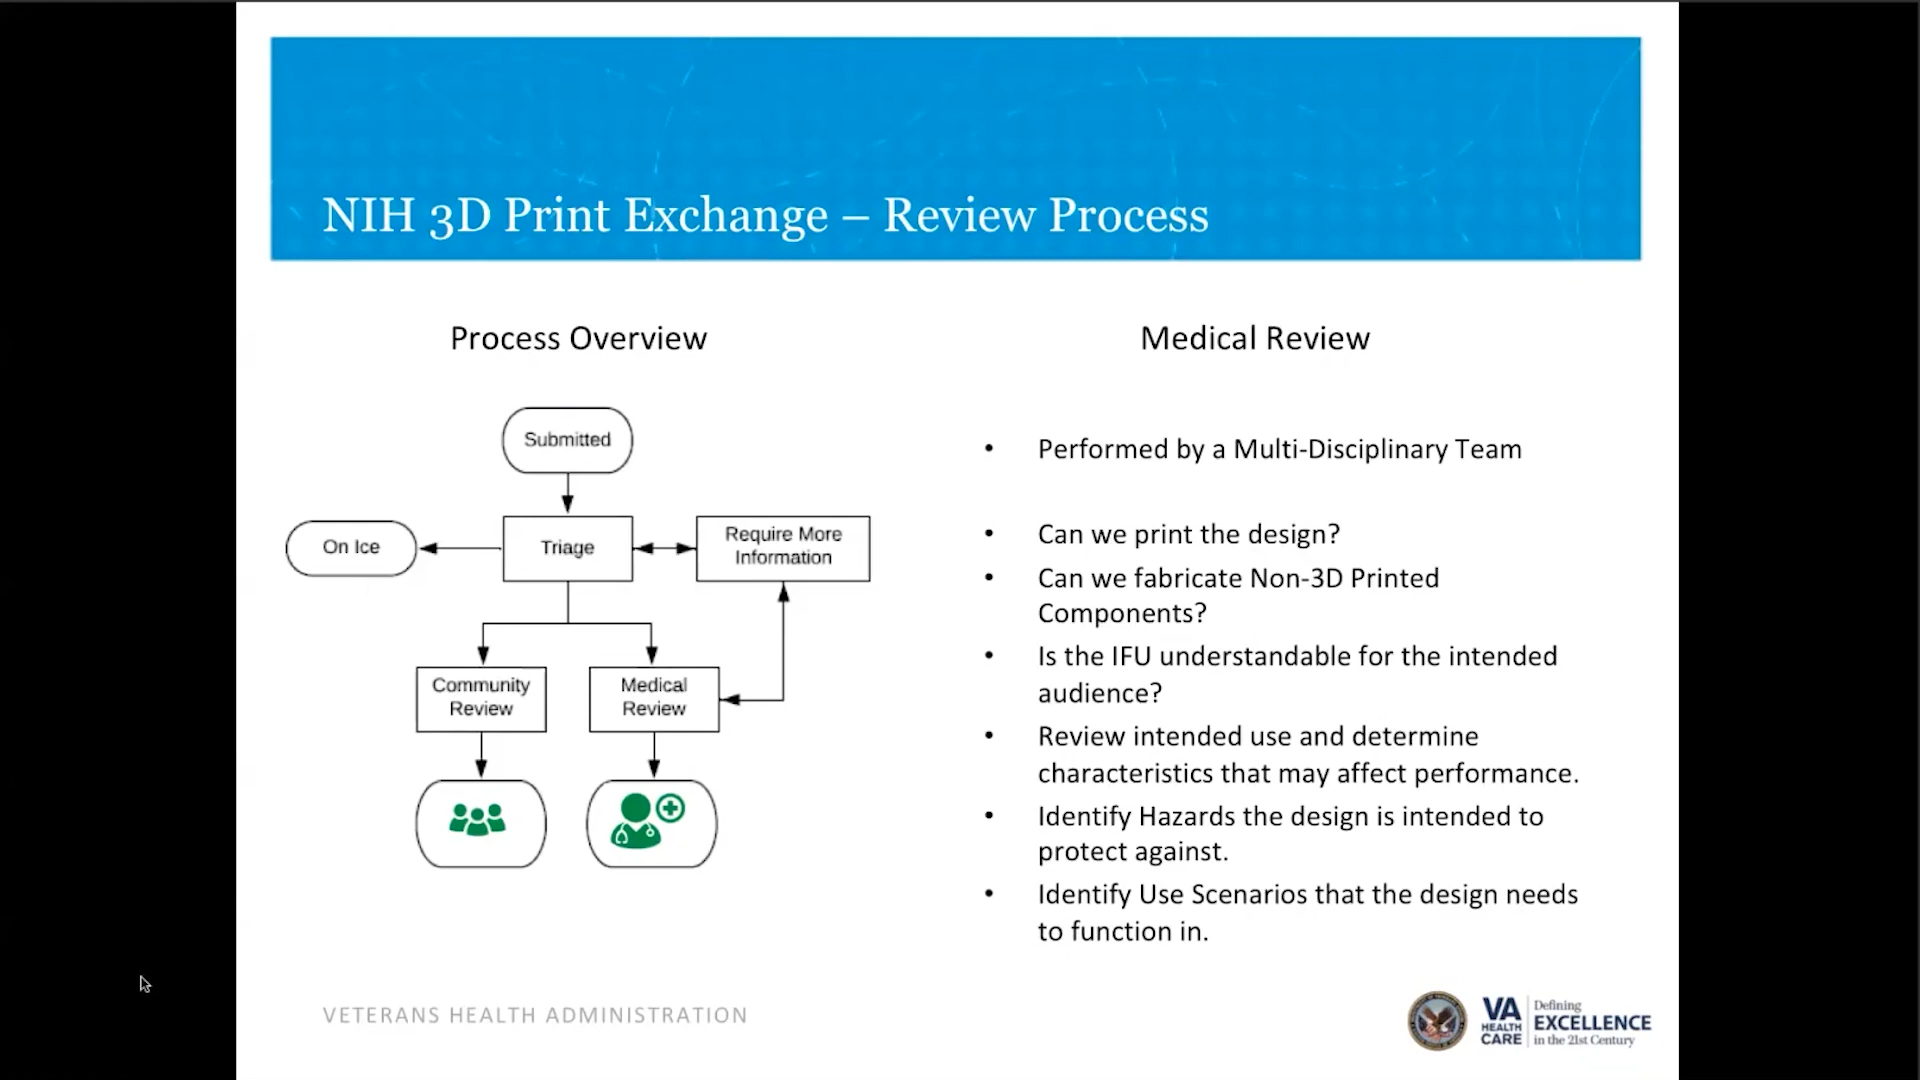 NIH 3D Print Exchange – Review Process
Process Overview
Submitted
On Ice
Triage
Require More
Information
Community
Review
Medical
Review
Medical Review
• Performed by a Multi-Disciplinary Team
• Can we print the design?
• Can we fabricate Non-3D Printed
Components?
• Is the IFU understandable for the intended
audience?
• Review intended use and determine
characteristics that may affect performance.
• Identify Hazards the design is intended to
protect against.
• Identify Use Scenarios that the design needs
to function in.
VETERANS HEALTH ADMINISTRATION
VA
HEALTH
CARE
Defining
EXCELLENCE
in the 21st Century